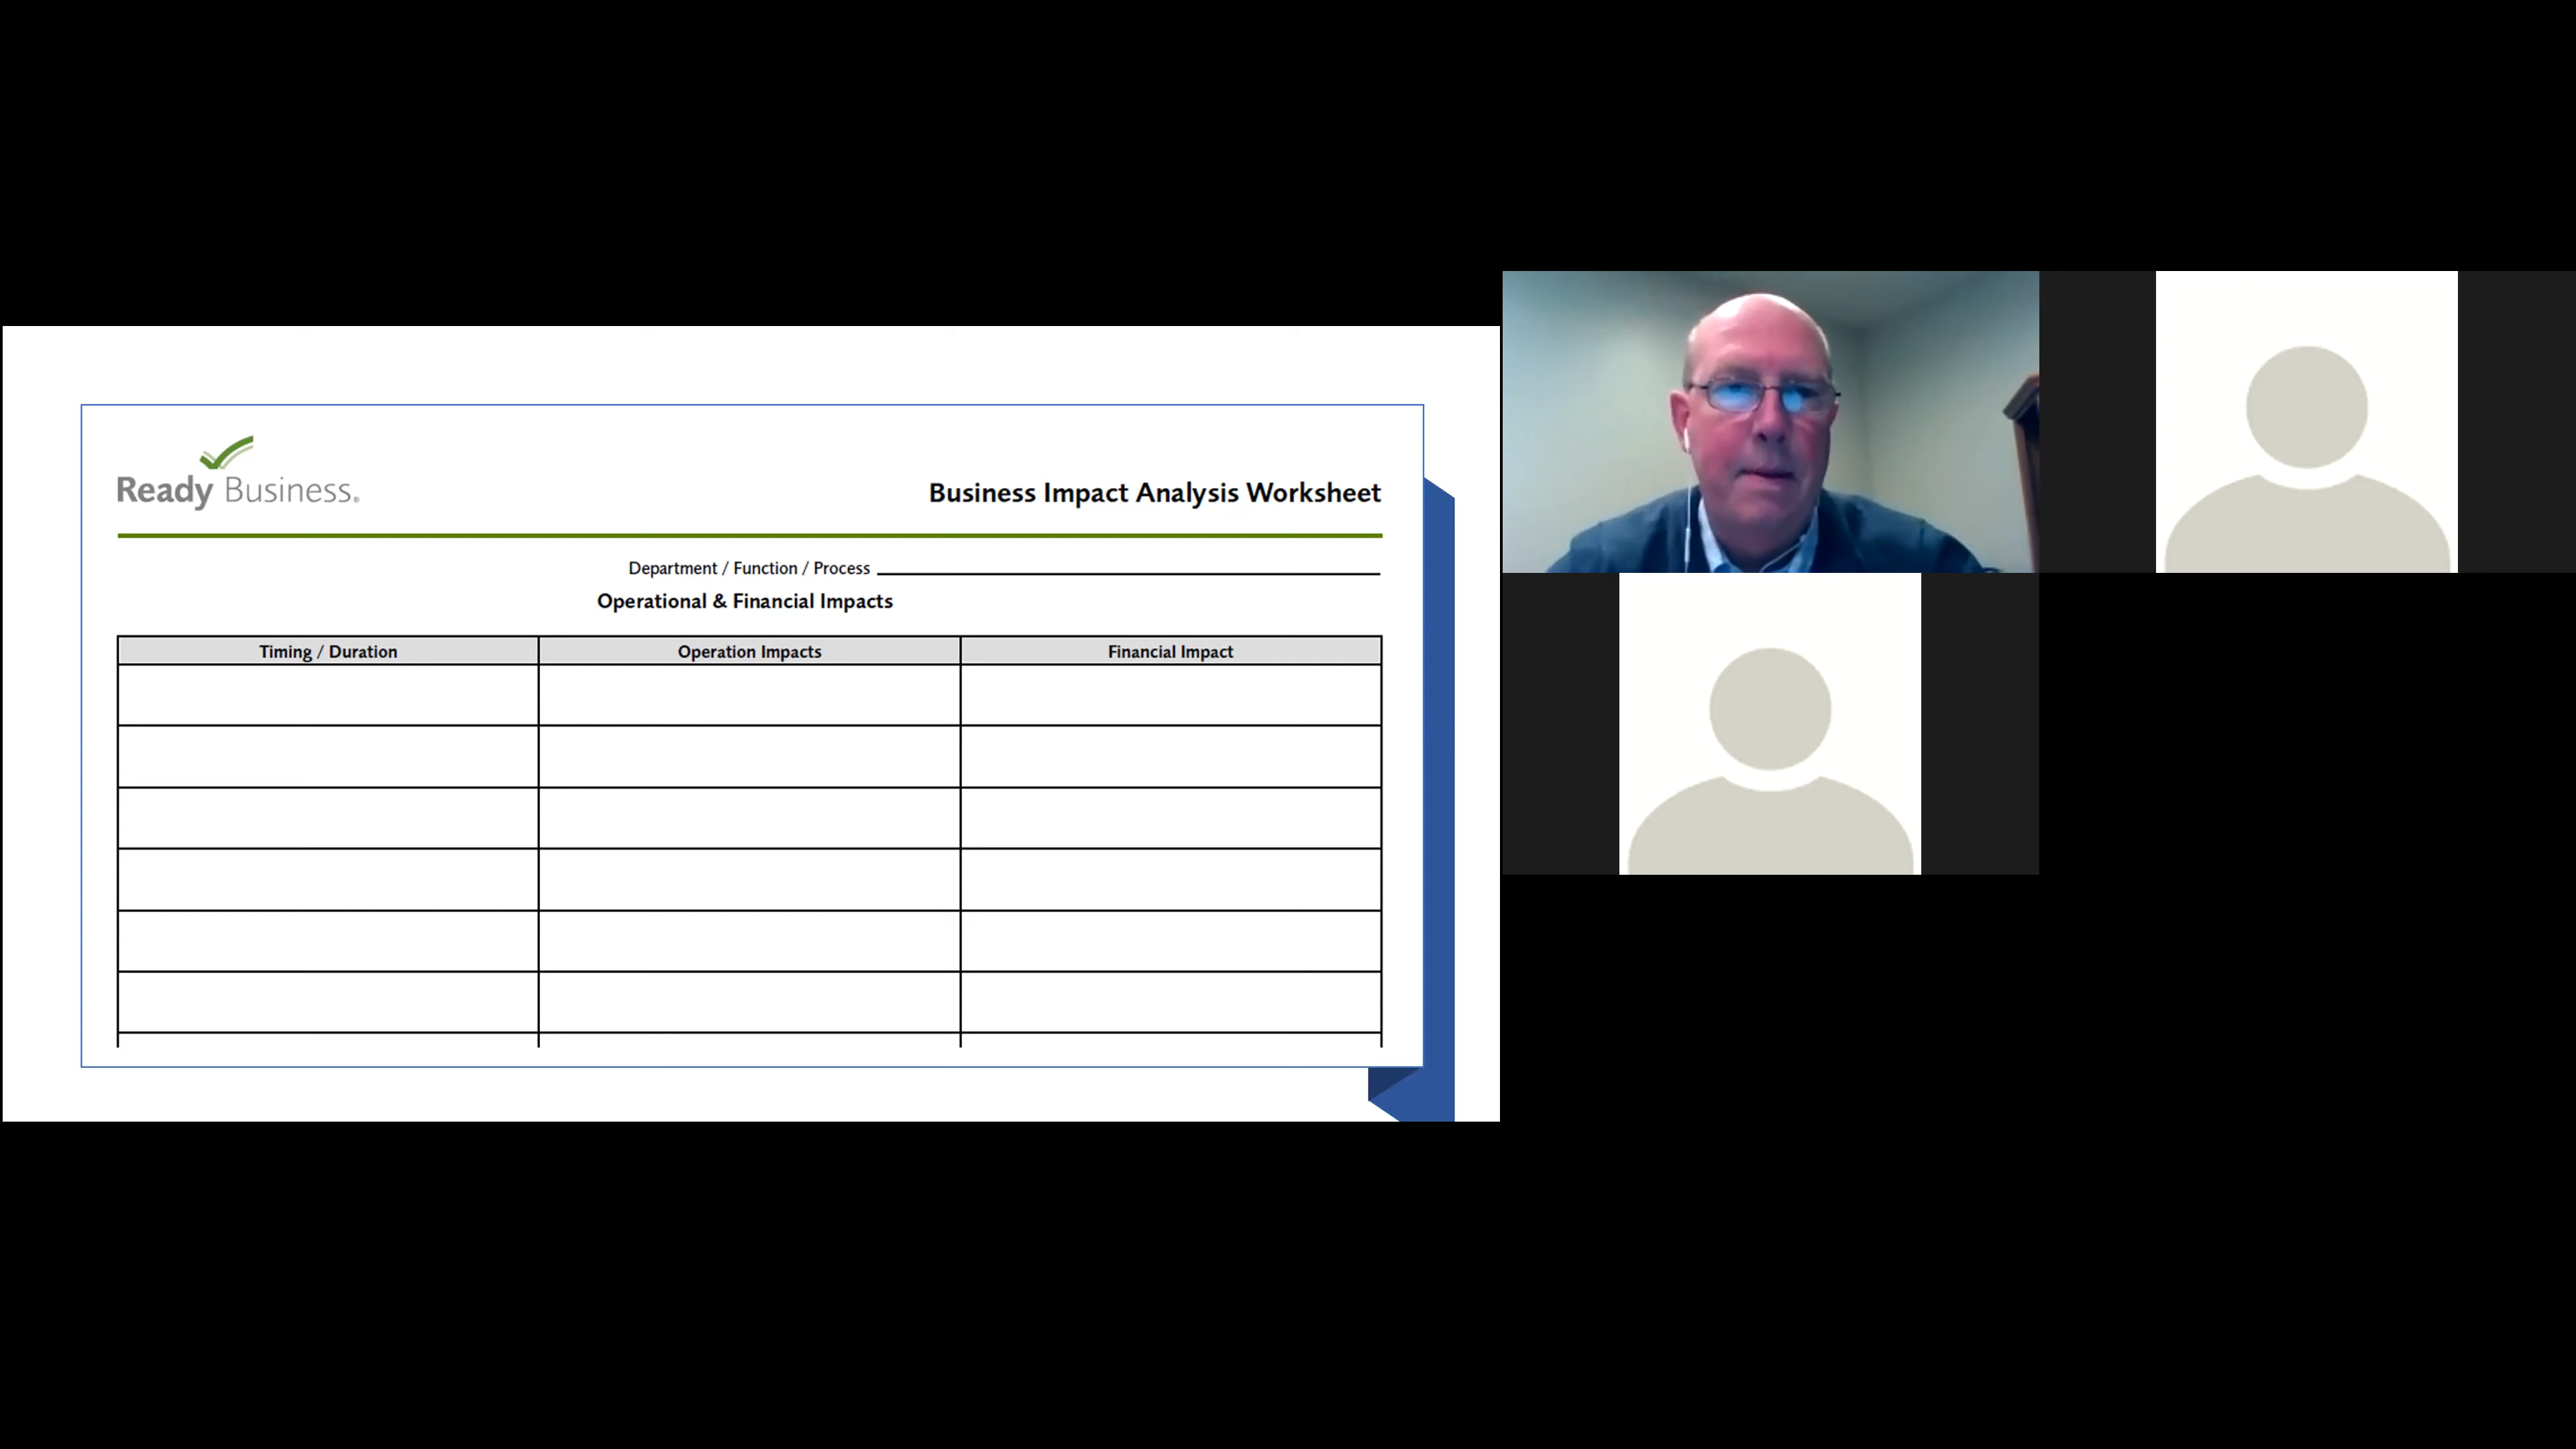 Ready Business®
Business Impact Analysis Worksheet
Department / Function / Process
Operational & Financial Impacts
Timing / Duration
Operation Impacts
Financial Impact